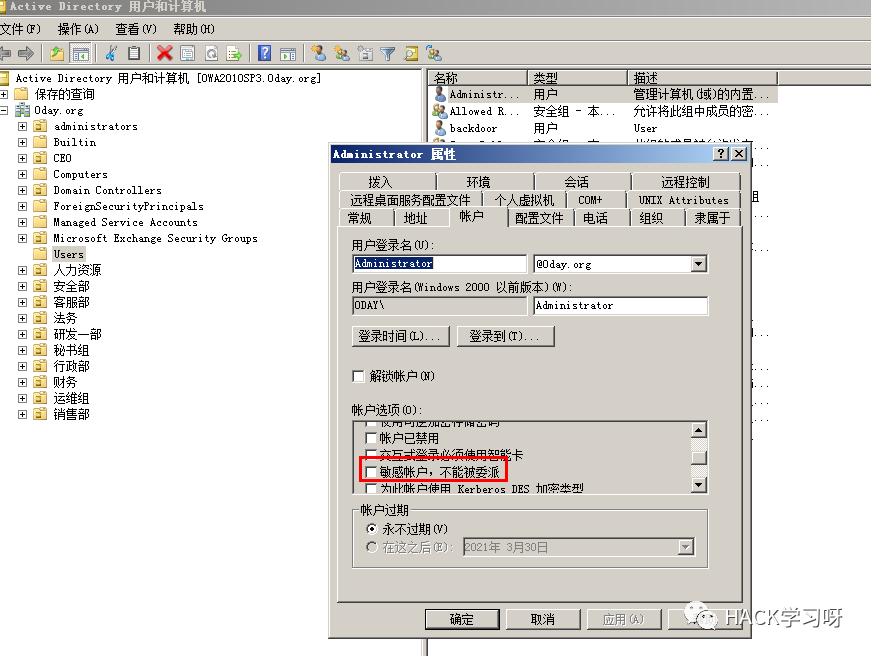 Active Directory 用户和计算机
文件(F) 操作(A) 查看(V) 帮助(H)
Active Directory 用户和计算机 [OWA2010SP3.0day.org]
保存的查询
0day.org
administrators
Builtin
CEO
Computers
Domain Controllers
ForeignSecurityPrincipals
Managed Service Accounts
Microsoft Exchange Security Groups
Users
人力资源
安全部
客服部
法务
研发一部
秘书组
行政部
财务
运维组
销售部
名称 类型 描述
Administr... 用户 管理计算机(域)的内置...
Allowed R... 安全组 - 本... 允许将此组中成员的密...
backdoor 用户 User
Administrator 属性
拨入 环境 会话 远程控制
远程桌面服务配置文件 个人虚拟机 COM+ UNIX Attributes
常规 地址 帐户 配置文件 电话 组织 隶属于
用户登录名(U):
Administrator @0day.org
用户登录名(Windows 2000 以前版本)(W):
0DAY\ Administrator
登录时间(L)... 登录到(T)...
解锁帐户(N)
帐户选项(O):
使用可逆加密存储密码
帐户已禁用
交互式登录必须使用智能卡
敏感帐户，不能被委派
为此帐户使用 Kerberos DES 加密类型
帐户过期
永不过期(V)
在这之后(E): 2021年 3月30日
确定 取消 应用(A)
HACK学习呀